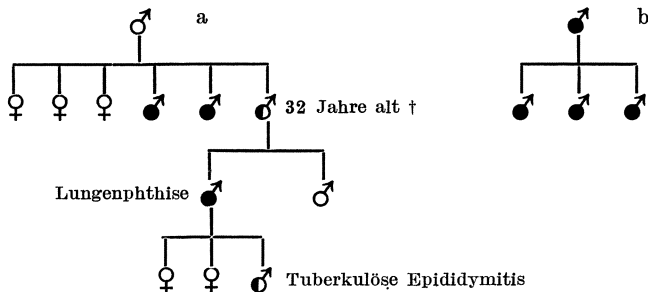 a
b
32 Jahre alt †
Lungenphthise
Tuberkulöse Epididymitis